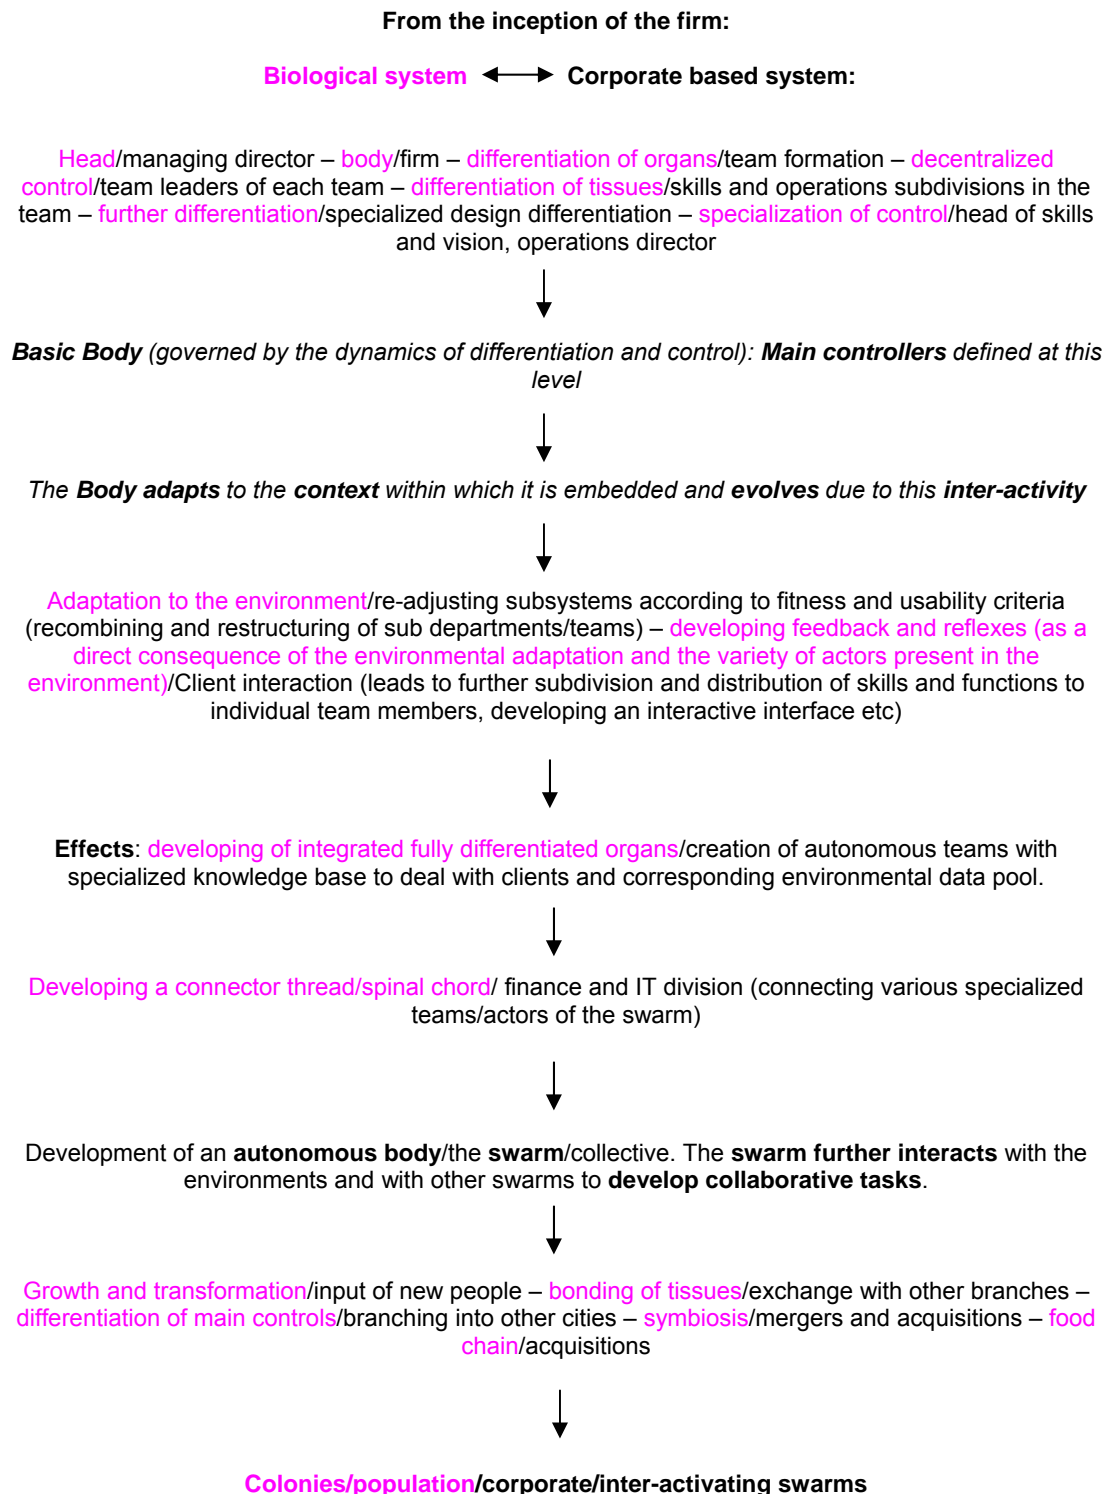 From the inception of the firm:
Biological system ↔ Corporate based system:
Head/managing director – body/firm – differentiation of organs/team formation – decentralized
control/team leaders of each team – differentiation of tissues/skills and operations subdivisions in the
team – further differentiation/specialized design differentiation – specialization of control/head of skills
and vision, operations director
Basic Body (governed by the dynamics of differentiation and control): Main controllers defined at this
level
The Body adapts to the context within which it is embedded and evolves due to this inter-activity
Adaptation to the environment/re-adjusting subsystems according to fitness and usability criteria
(recombining and restructuring of sub departments/teams) – developing feedback and reflexes (as a
direct consequence of the environmental adaptation and the variety of actors present in the
environment)/Client interaction (leads to further subdivision and distribution of skills and functions to
individual team members, developing an interactive interface etc)
Effects: developing of integrated fully differentiated organs/creation of autonomous teams with
specialized knowledge base to deal with clients and corresponding environmental data pool.
Developing a connector thread/spinal chord/ finance and IT division (connecting various specialized
teams/actors of the swarm)
Development of an autonomous body/the swarm/collective. The swarm further interacts with the
environments and with other swarms to develop collaborative tasks.
Growth and transformation/input of new people – bonding of tissues/exchange with other branches –
differentiation of main controls/branching into other cities – symbiosis/mergers and acquisitions – food
chain/acquisitions
Colonies/population/corporate/inter-activating swarms